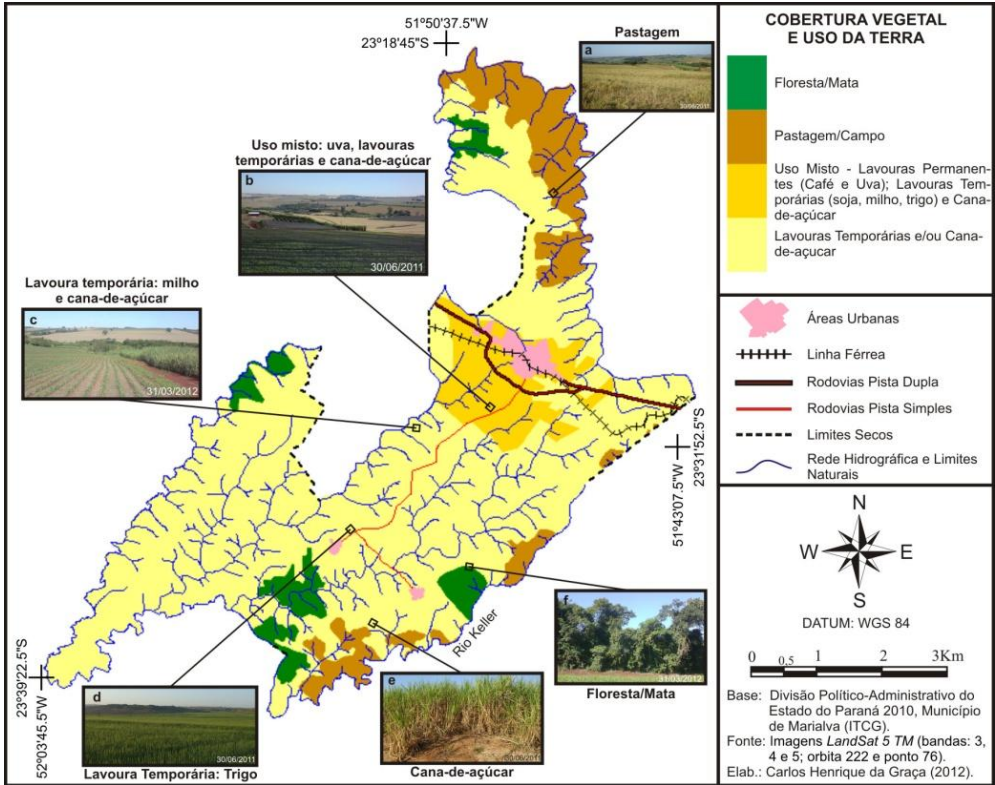 51º50'37.5"W
23º18'45"S
Pastagem
a
30/06/2011
Uso misto: uva, lavouras
temporárias e cana-de-açúcar
b
30/06/2011
Lavoura temporária: milho
e cana-de-açúcar
c
31/03/2012
23º31'52.5"S
51º43'07.5"W
Rio Keller
f
31/03/2012
Floresta/Mata
23º39'22.5"S
52º03'45.5"W
d
30/06/2011
Lavoura Temporária: Trigo
e
30/06/2011
Cana-de-açúcar
COBERTURA VEGETAL
E USO DA TERRA
Floresta/Mata
Pastagem/Campo
Uso Misto - Lavouras Permanen-
tes (Café e Uva); Lavouras Tem-
porárias (soja, milho, trigo) e Cana-
de-açúcar
Lavouras Temporárias e/ou Cana-
de-açucar
Áreas Urbanas
Linha Férrea
Rodovias Pista Dupla
Rodovias Pista Simples
Limites Secos
Rede Hidrográfica e Limites
Naturais
N
W E
S
DATUM: WGS 84
0 0,5 1 2 3Km
Base: Divisão Político-Administrativo do
Estado do Paraná 2010, Município
de Marialva (ITCG).
Fonte: Imagens LandSat 5 TM (bandas: 3,
4 e 5; orbita 222 e ponto 76).
Elab.: Carlos Henrique da Graça (2012).